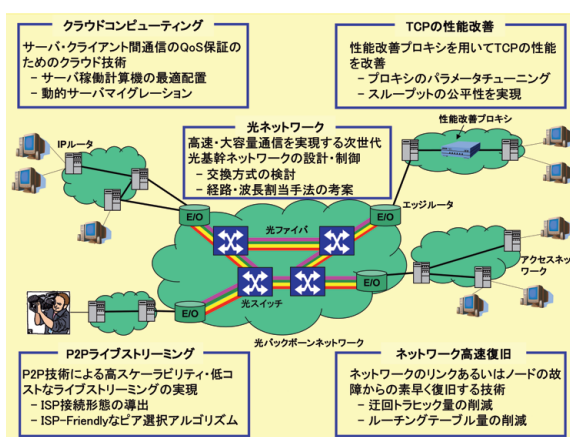 クラウドコンピューティング
サーバ・クライアント間通信のQoS保証の
ためのクラウド技術
− サーバ稼働計算機の最適配置
− 動的サーバマイグレーション
TCPの性能改善
性能改善プロキシを用いてTCPの性能
を改善
− プロキシのパラメータチューニング
− スループットの公平性を実現
光ネットワーク
高速・大容量通信を実現する次世代
光基幹ネットワークの設計・制御
− 交換方式の検討
− 経路・波長割当手法の考案
性能改善プロキシ
IPルータ
E/O
E/O
エッジルータ
光ファイバ
アクセスネット
ワーク
光スイッチ
E/O
E/O
光バックボーンネットワーク
P2Pライブストリーミング
P2P技術による高スケーラビリティ・低コ
ストなライブストリーミングの実現
− ISP接続形態の導出
− ISP-Friendlyなピア選択アルゴリズム
ネットワーク高速復旧
ネットワークのリンクあるいはノードの故
障からの素早く復旧する技術
− 迂回トラヒック量の削減
− ルーチングテーブル量の削減